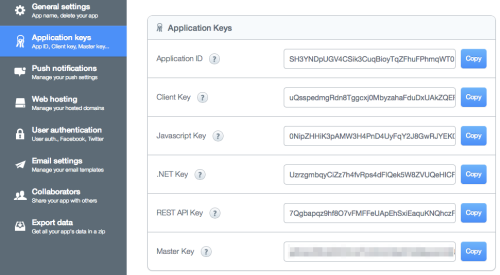 General settings
App name, delete your app
Application keys
App ID, Client key, Master key...
Push notifications
Manage your push settings
Web hosting
Manage your hosted domains
User authentication
User auth., Facebook, Twitter
Email settings
Manage your email templates
Collaborators
Share your app with others
Export data
Get all your app's data in a zip
Application Keys
Application ID ? SH3YNDpUGV4CSik3CuqBioyTqZFhuFPhmqWT0 Copy
Client Key ? uQsspedmgRdn8Tggcxj0MbyzahaFduDxUAkZQEF Copy
Javascript Key ? 0NipZHHiK3pAMW3H4PnD4UyFqY2J8GwRJYEK Copy
.NET Key ? UzrzgmbqyCiZz7h4fvRps4dFlQek5W8ZVUQeHICF Copy
REST API Key ? 7Qgbapqz9hf8O7vFMFFeUApEhSxiEaquKNQhczF Copy
Master Key ? Copy